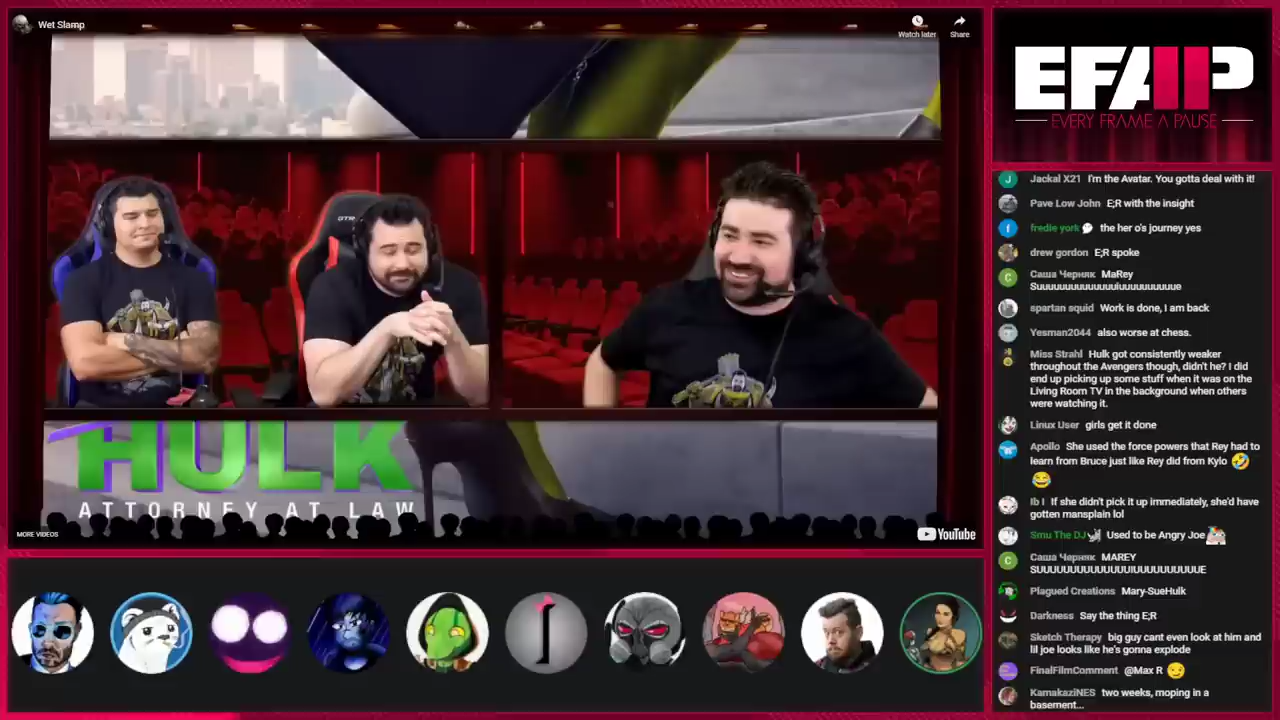 Wet Slamp
Watch later
Share
EFAP
EVERY FRAME A PAUSE
HULK
ATTORNEY AT LAW
MORE VIDEOS
YouTube
Jackal X21 I'm the Avatar. You gotta deal with it!
Pave Low John E;R with the insight
fredie york the her o's journey yes
drew gordon E;R spoke
Саша Черняк MaRey
Suuuuuuuuuuuuuluuuuuuuuuue
spartan squid Work is done, I am back
Yesman2044 also worse at chess.
Miss Strahl Hulk got consistently weaker
throughout the Avengers though, didn't he? I did
end up picking up some stuff when it was on the
Living Room TV in the background when others
were watching it.
Linux User girls get it done
Apollo She used the force powers that Rey had to
learn from Bruce just like Rey did from Kylo 🤣
😂
Ib I If she didn't pick it up immediately, she'd have
gotten mansplain lol
Smu The DJ Used to be Angry Joe
Саша Черняк MAREY
SUUUUUUUUUUUUUIUUUUUUUUUUE
Plagued Creations Mary-SueHulk
Darkness Say the thing E;R
Sketch Therapy big guy cant even look at him and
lil joe looks like he's gonna explode
FinalFilmComment @Max R 😏
KamakaziNES two weeks, moping in a
basement...